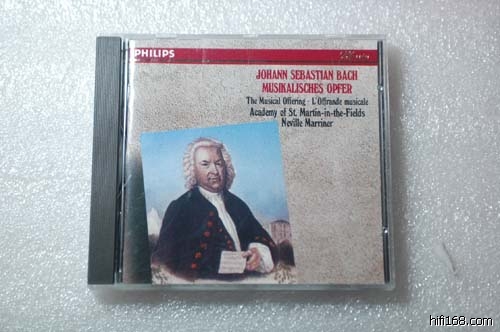 PHILIPS
JOHANN SEBASTIAN BACH
MUSIKALISCHES OPFER
The Musical Offering · L'Offrande musicale
Academy of St. Martin-in-the-Fields
Neville Marriner
hifi168.com